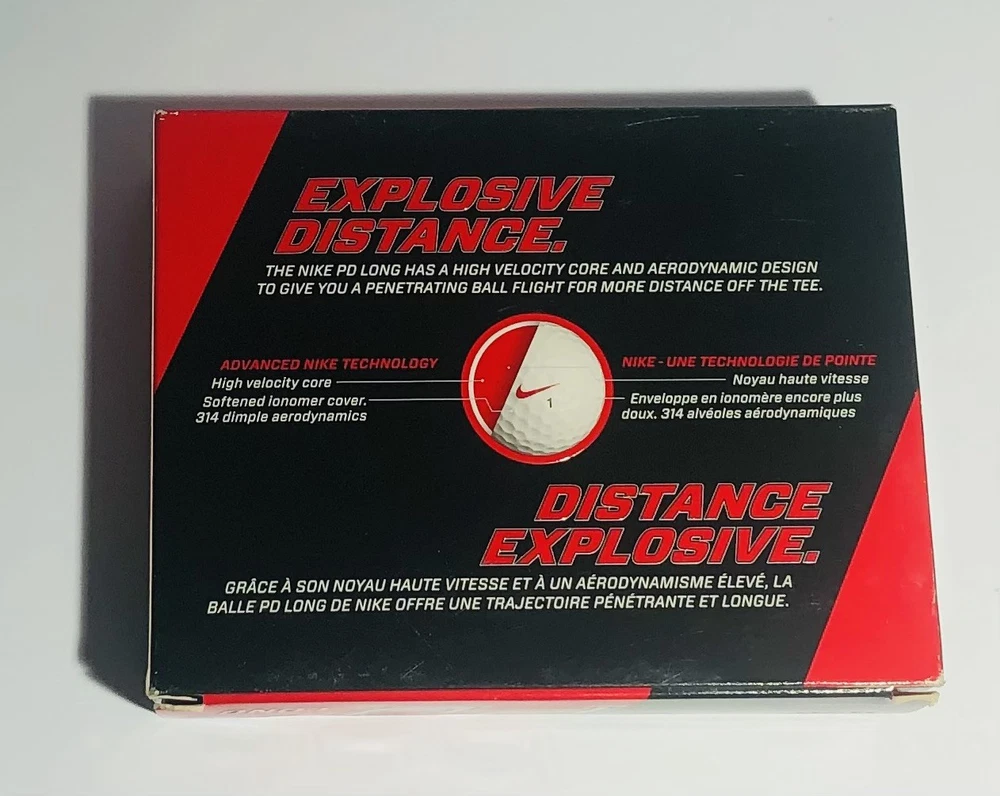 EXPLOSIVE
DISTANCE.
THE NIKE PD LONG HAS A HIGH VELOCITY CORE AND AERODYNAMIC DESIGN
TO GIVE YOU A PENETRATING BALL FLIGHT FOR MORE DISTANCE OFF THE TEE.
ADVANCED NIKE TECHNOLOGY
High velocity core
Softened ionomer cover.
314 dimple aerodynamics
1
NIKE - UNE TECHNOLOGIE DE POINTE
Noyau haute vitesse
Enveloppe en ionomère encore plus
doux. 314 alvéoles aérodynamiques
DISTANCE
EXPLOSIVE.
GRÂCE À SON NOYAU HAUTE VITESSE ET À UN AÉRODYNAMISME ÉLEVÉ, LA
BALLE PD LONG DE NIKE OFFRE UNE TRAJECTOIRE PÉNÉTRANTE ET LONGUE.